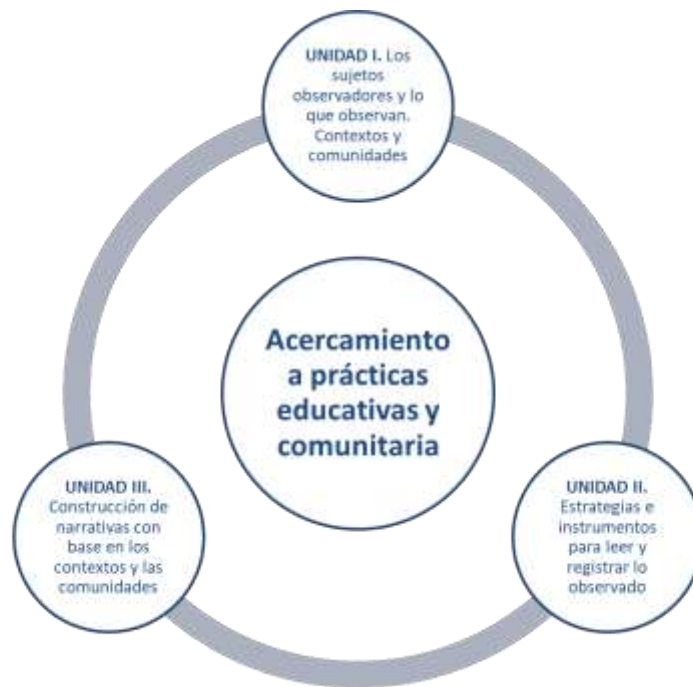 UNIDAD I. Los
sujetos
observadores y lo
que observan.
Contextos y
comunidades
Acercamiento
a prácticas
educativas y
comunitaria
UNIDAD III.
Construcción de
narrativas con
base en los
contextos y las
comunidades
UNIDAD II.
Estrategias e
instrumentos
para leer y
registrar lo
observado